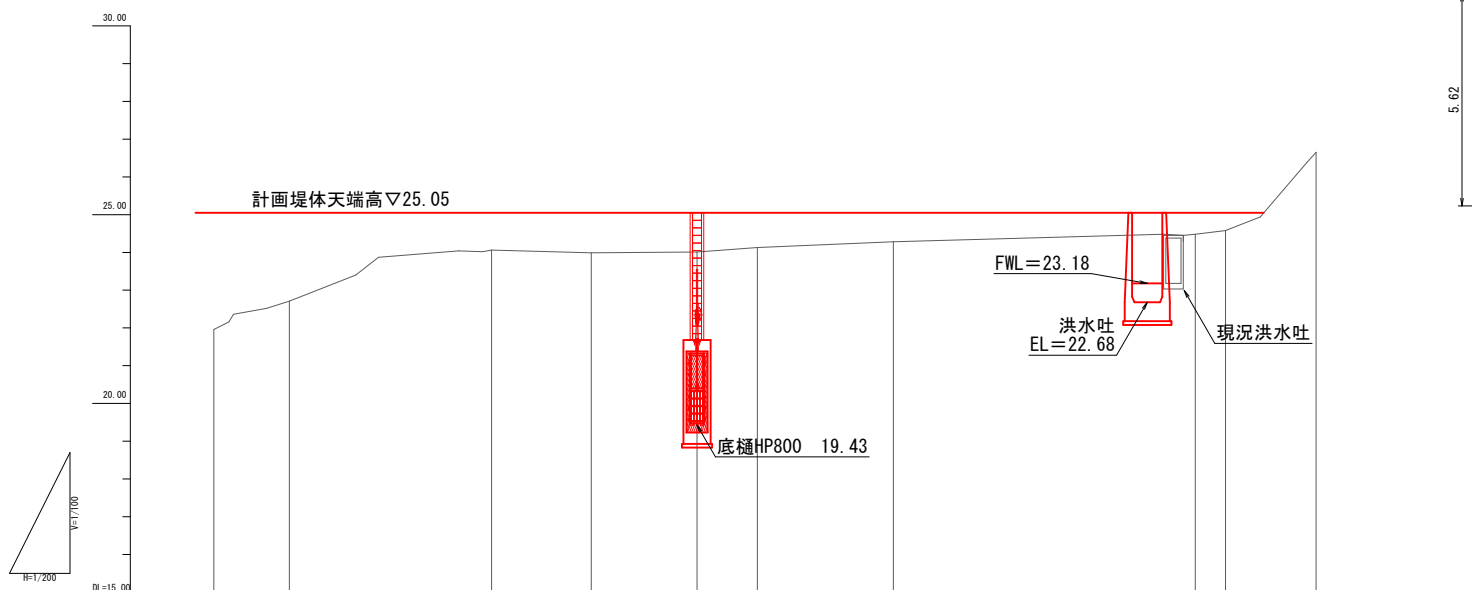 30.00
5.62
計画堤体天端高▽25.05
25.00
FWL=23.18
洪水吐
EL=22.68
現況洪水吐
20.00
底樋HP800 19.43
V=1/100
H=1/200
DL=15.00